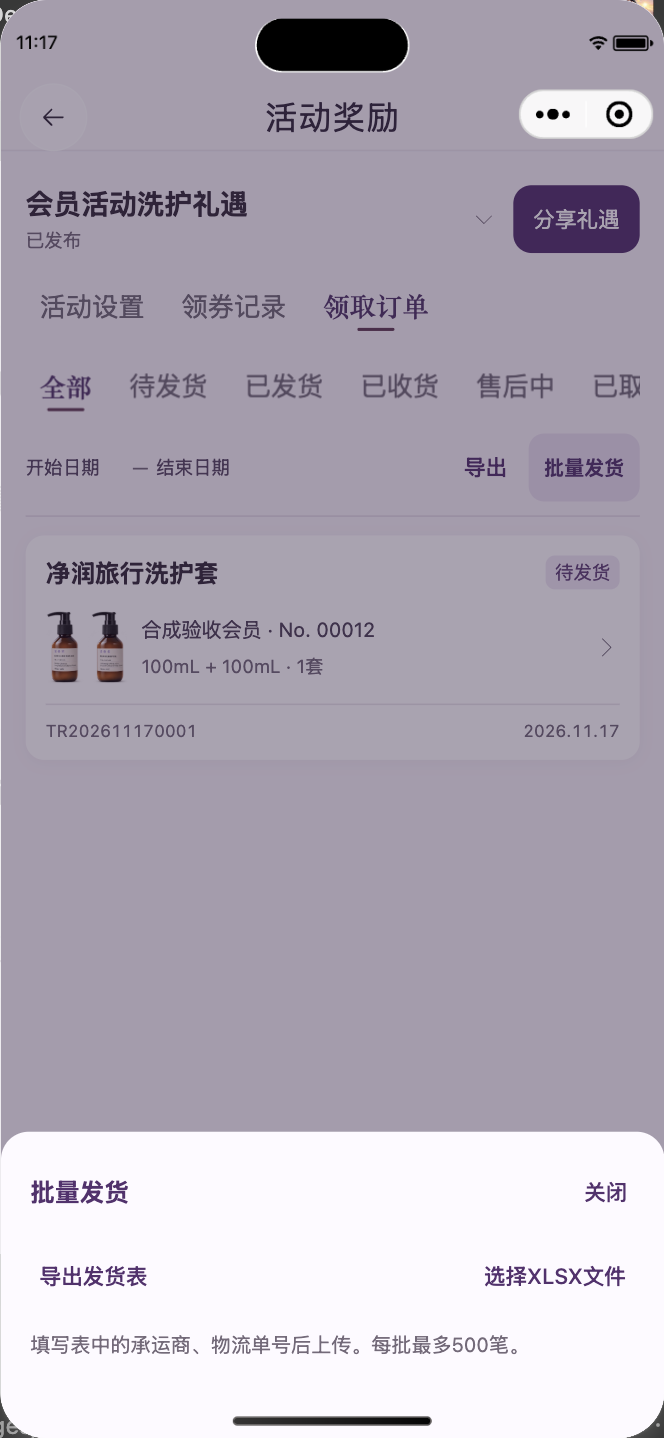 11:17
活动奖励
会员活动洗护礼遇
已发布
分享礼遇
活动设置 领券记录 领取订单
全部 待发货 已发货 已收货 售后中 已取
开始日期 — 结束日期 导出 批量发货
净润旅行洗护套 待发货
合成验收会员 · No. 00012
100mL + 100mL · 1套
TR202611170001 2026.11.17
批量发货 关闭
导出发货表 选择XLSX文件
填写表中的承运商、物流单号后上传。每批最多500笔。